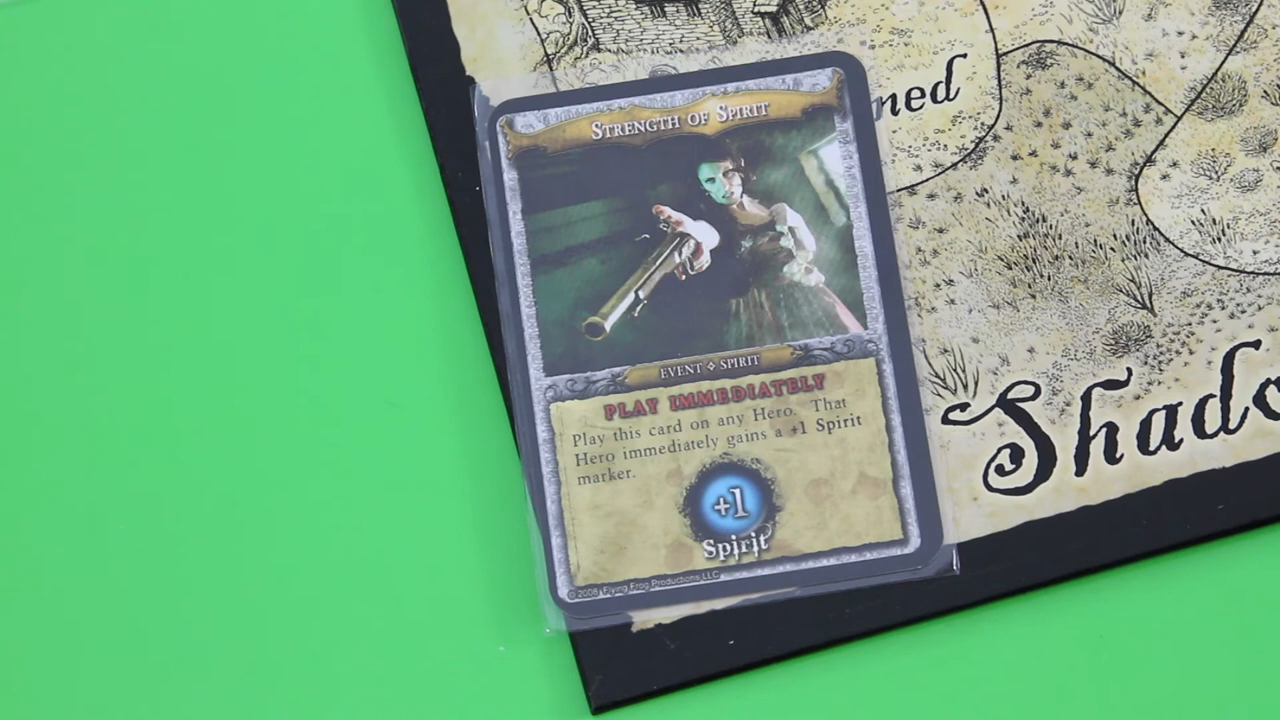 STRENGTH OF SPIRIT
EVENT SPIRIT
PLAY IMMEDIATELY
Play this card on any Hero. That
Hero immediately gains a +1 Spirit
marker.
+1
Spirit
© 2008 Flying Frog Productions LLC
ned
Shado